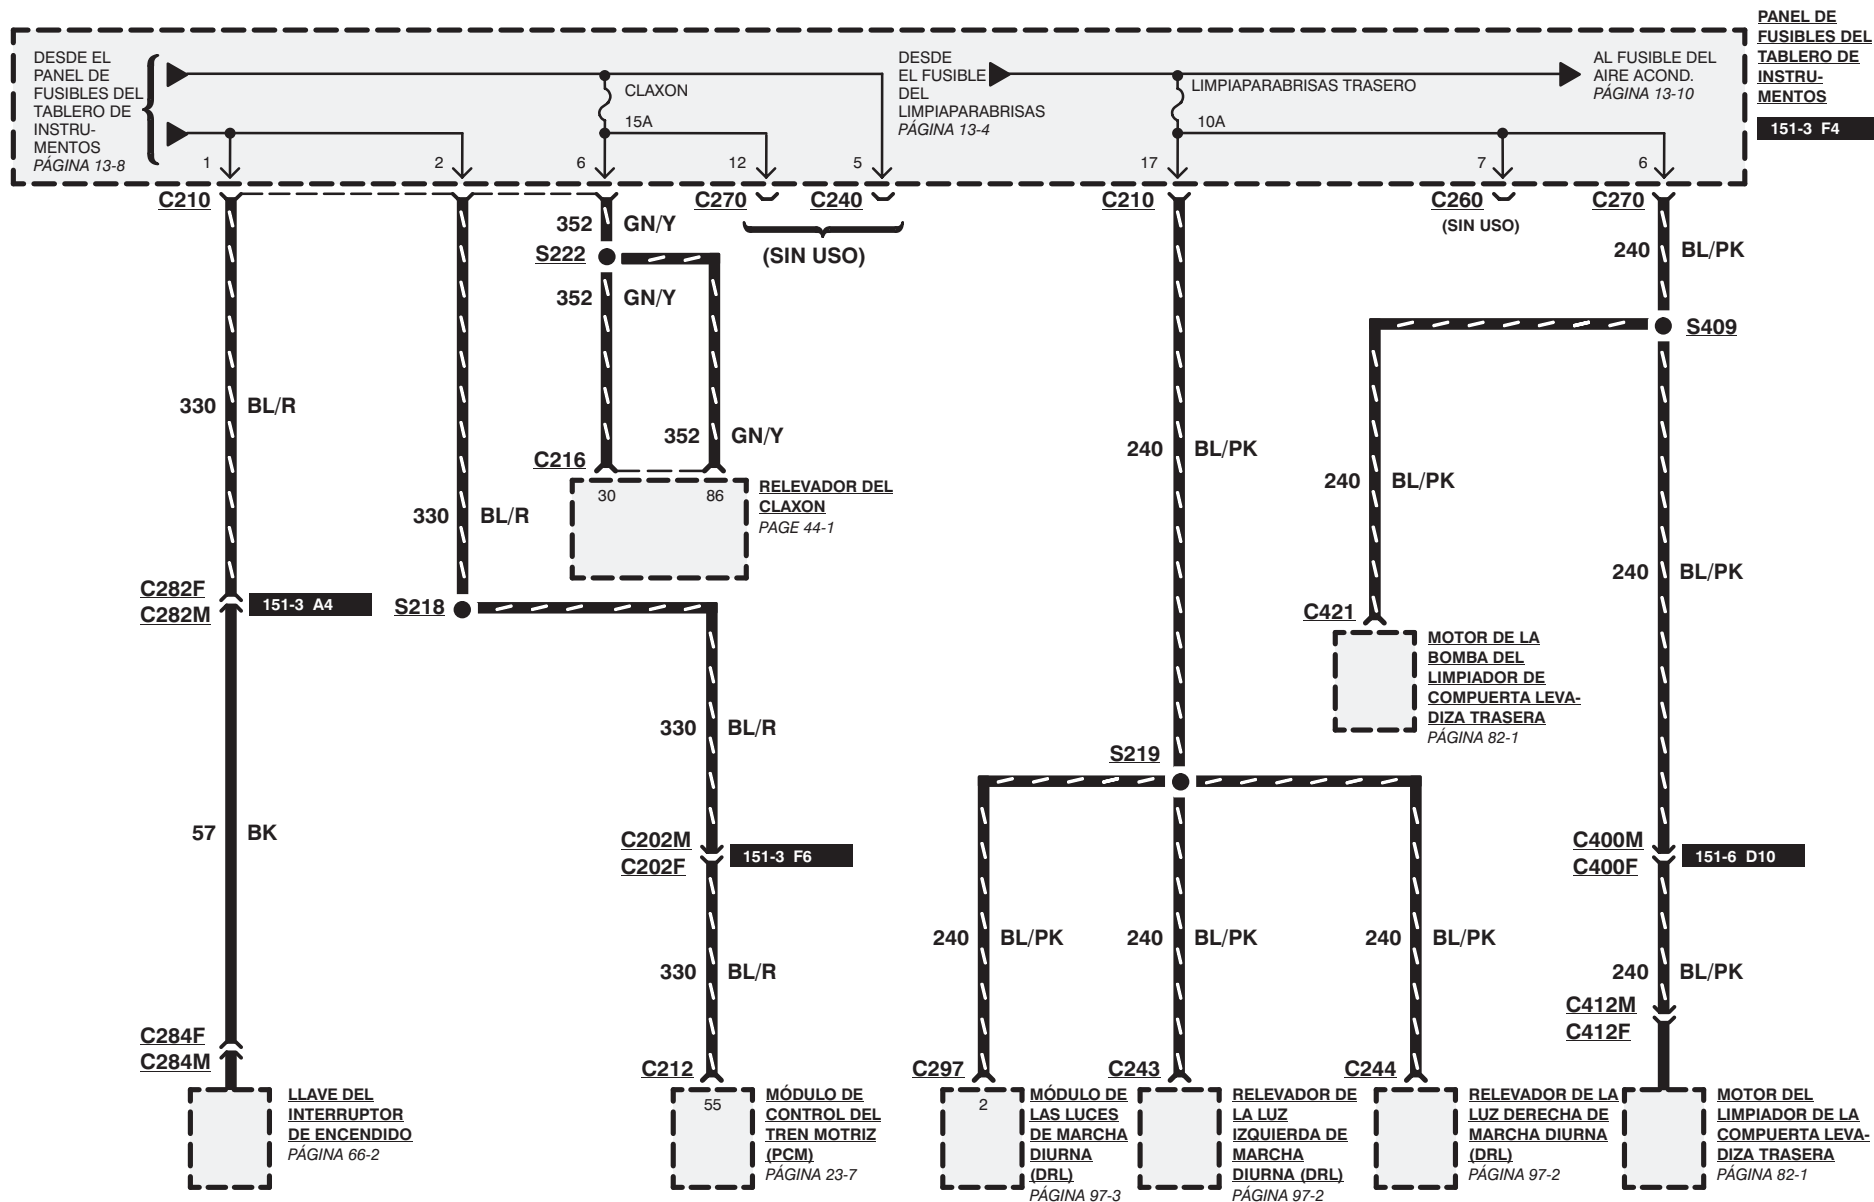 PANEL DE
FUSIBLES DEL
TABLERO DE
INSTRU-
MENTOS
151-3 F4
DESDE EL
PANEL DE
FUSIBLES DEL
TABLERO DE
INSTRU-
MENTOS
PÁGINA 13-8
CLAXON
15A
DESDE
EL FUSIBLE
DEL
LIMPIAPARABRISAS
PÁGINA 13-4
LIMPIAPARABRISAS TRASERO
10A
AL FUSIBLE DEL
AIRE ACOND.
PÁGINA 13-10
1 2 6 12 5 17 7 6
C210 C270 C240 C210 C260 C270
(SIN USO)
352 GN/Y
S222
(SIN USO)
240 BL/PK
352 GN/Y
S409
330 BL/R
352 GN/Y
240 BL/PK
C216
30 86
RELEVADOR DEL
CLAXON
PAGE 44-1
240 BL/PK
330 BL/R
240 BL/PK
C282F
C282M
151-3 A4
S218
C421
MOTOR DE LA
BOMBA DEL
LIMPIADOR DE
COMPUERTA LEVA-
DIZA TRASERA
PÁGINA 82-1
330 BL/R
S219
57 BK
C202M
C202F
151-3 F6
C400M
C400F
151-6 D10
240 BL/PK 240 BL/PK 240 BL/PK
330 BL/R
240 BL/PK
C412M
C412F
C284F
C284M
C212 C297 C243 C244
LLAVE DEL
INTERRUPTOR
DE ENCENDIDO
PÁGINA 66-2
55
MÓDULO DE
CONTROL DEL
TREN MOTRIZ
(PCM)
PÁGINA 23-7
2
MÓDULO DE
LAS LUCES
DE MARCHA
DIURNA
(DRL)
PÁGINA 97-3
RELEVADOR DE
LA LUZ
IZQUIERDA DE
MARCHA
DIURNA (DRL)
PÁGINA 97-2
RELEVADOR DE LA
LUZ DERECHA DE
MARCHA DIURNA
(DRL)
PÁGINA 97-2
MOTOR DEL
LIMPIADOR DE LA
COMPUERTA LEVA-
DIZA TRASERA
PÁGINA 82-1